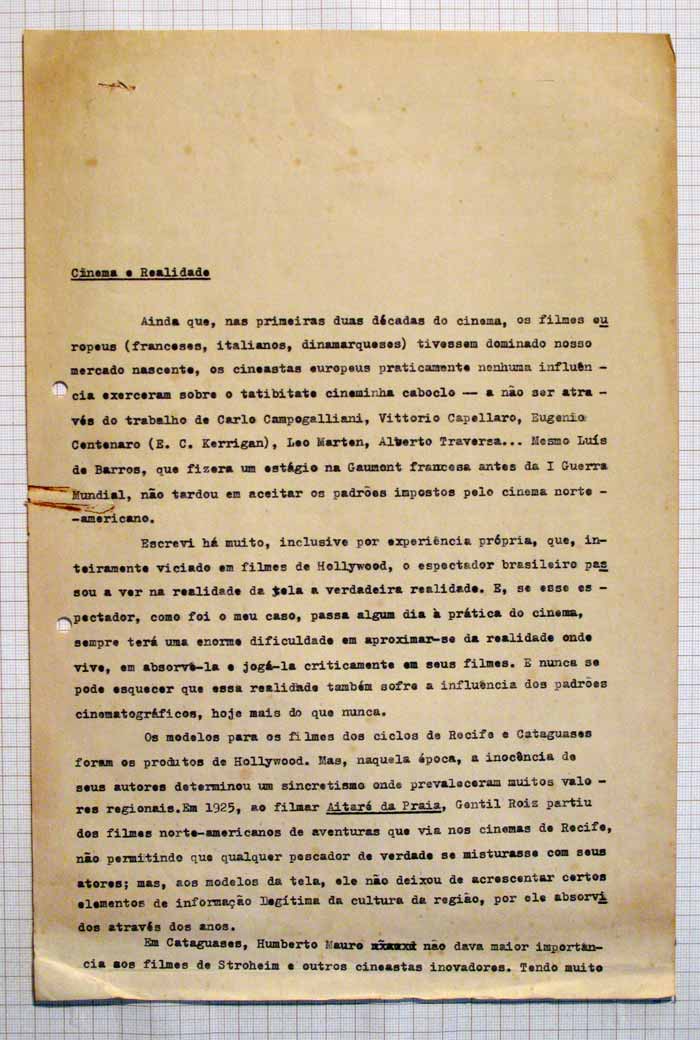 Cinema e Realidade
Ainda que, nas primeiras duas décadas do cinema, os filmes eu
ropeus (franceses, italianos, dinamarqueses) tivessem dominado nosso
mercado nascente, os cineastas europeus praticamente nenhuma influên -
cia exerceram sobre o tatibitate cineminha caboclo -- a não ser atra -
vés do trabalho de Carlo Campogalliani, Vittorio Capellaro, Eugenio
Centenaro (E. C. Kerrigan), Leo Marten, Alberto Traversa... Mesmo Luís
de Barros, que fizera um estágio na Gaumont francesa antes da I Guerra
Mundial, não tardou em aceitar os padrões impostos pelo cinema norte -
-americano.
Escrevi há muito, inclusive por experiência própria, que, in-
teiramente viciado em filmes de Hollywood, o espectador brasileiro pas
sou a ver na realidade da tela a verdadeira realidade. E, se esse es -
pectador, como foi o meu caso, passa algum dia à prática do cinema,
sempre terá uma enorme dificuldade em aproximar-se da realidade onde
vive, em absorvê-la e jogá-la criticamente em seus filmes. E nunca se
pode esquecer que essa realidade também sofre a influência dos padrões
cinematográficos, hoje mais do que nunca.
Os modelos para os filmes dos ciclos de Recife e Cataguases
foram os produtos de Hollywood. Mas, naquela época, a inocência de
seus autores determinou um sincretismo onde prevaleceram muitos valo -
res regionais.Em 1925, ao filmar Aitaré da Praia, Gentil Roiz partiu
dos filmes norte-americanos de aventuras que via nos cinemas de Recife,
não permitindo que qualquer pescador de verdade se misturasse com seus
atores; mas, aos modelos da tela, ele não deixou de acrescentar certos
elementos de informação legítima da cultura da região, por ele absorvi
dos através dos anos.
Em Cataguases, Humberto Mauro não dava maior importân-
cia aos filmes de Stroheim e outros cineastas inovadores. Tendo muito